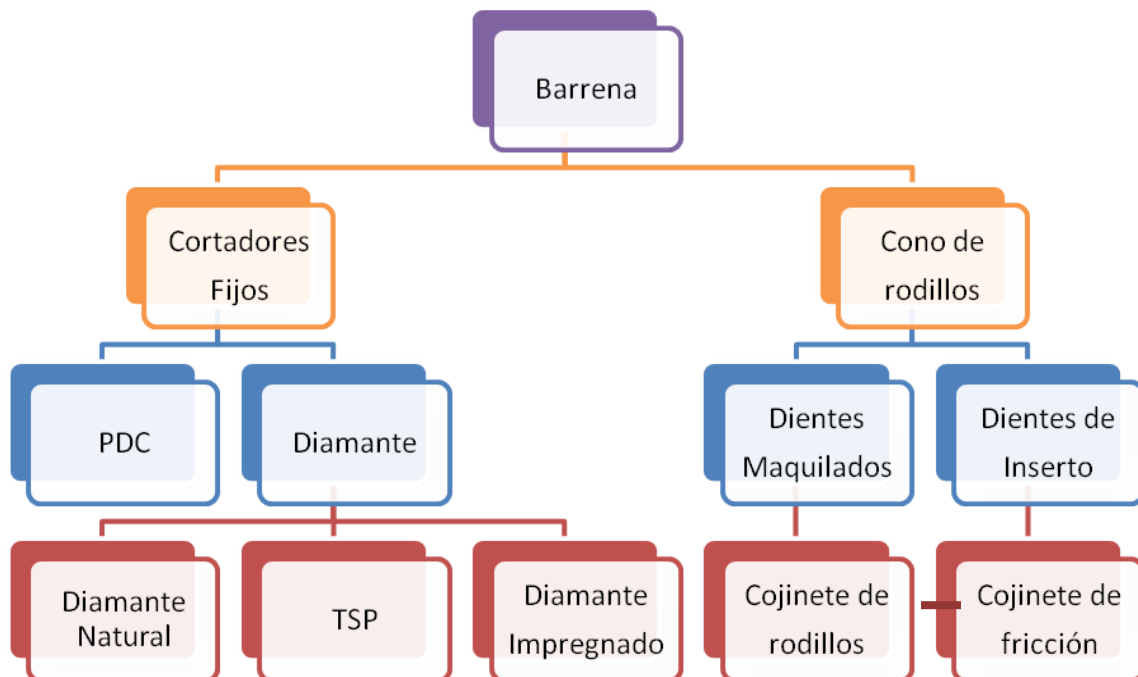 Barrena
Cortadores
Fijos
Cono de
rodillos
PDC
Diamante
Dientes
Maquilados
Dientes de
Inserto
Diamante
Natural
TSP
Diamante
Impregnado
Cojinete de
rodillos
Cojinete de
fricción